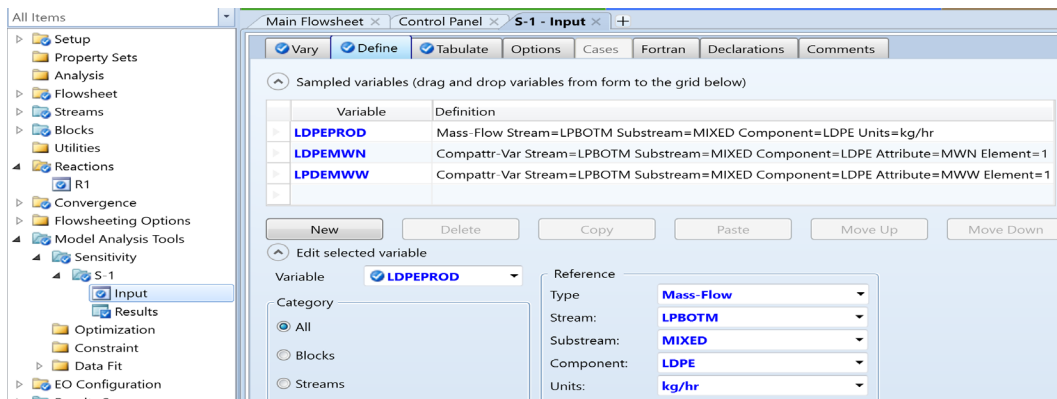 All Items
Setup
Property Sets
Analysis
Flowsheet
Streams
Blocks
Utilities
Reactions
R1
Convergence
Flowsheeting Options
Model Analysis Tools
Sensitivity
S-1
Input
Results
Optimization
Constraint
Data Fit
EO Configuration
Main Flowsheet × Control Panel × S-1 - Input × +
Vary Define Tabulate Options Cases Fortran Declarations Comments
Sampled variables (drag and drop variables from form to the grid below)
Variable Definition
LDPEPROD Mass-Flow Stream=LPBOTM Substream=MIXED Component=LDPE Units=kg/hr
LDPEMWN Compattr-Var Stream=LPBOTM Substream=MIXED Component=LDPE Attribute=MWN Element=1
LPDEMWW Compattr-Var Stream=LPBOTM Substream=MIXED Component=LDPE Attribute=MWW Element=1
New Delete Copy Paste Move Up Move Down
Edit selected variable
Variable LDPEPROD
Category
All
Blocks
Streams
Reference
Type Mass-Flow
Stream: LPBOTM
Substream: MIXED
Component: LDPE
Units: kg/hr